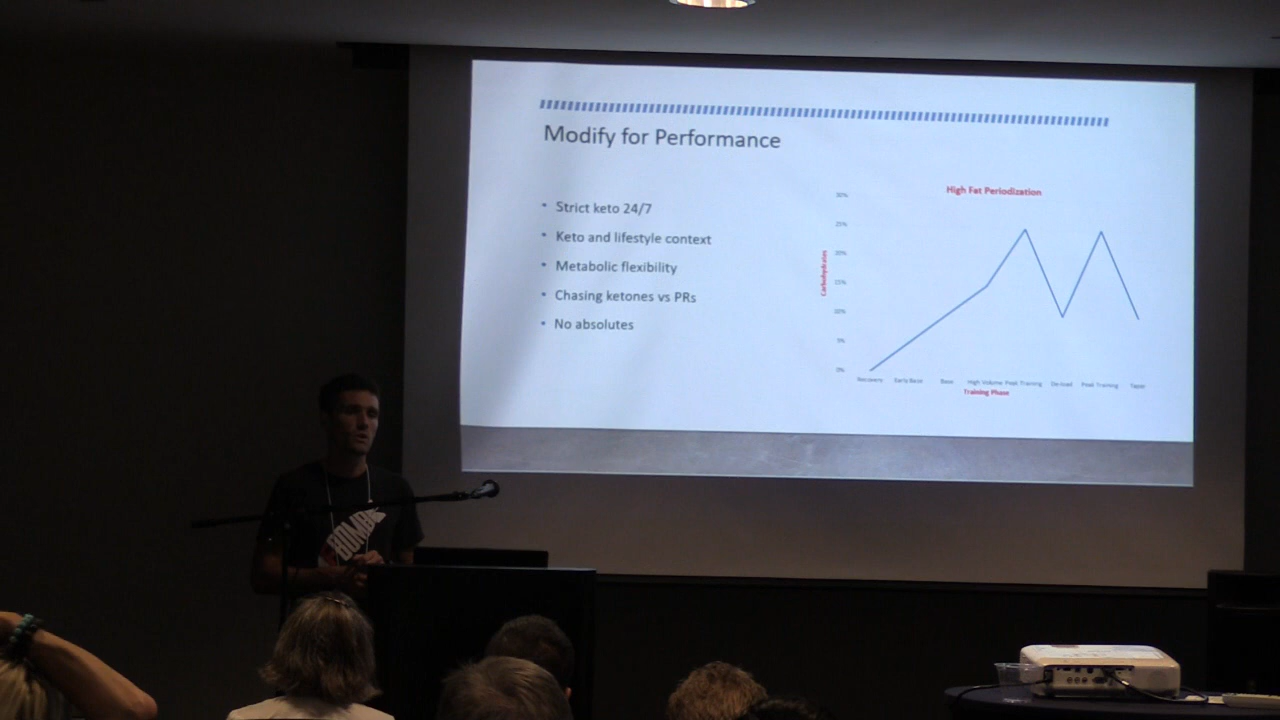 Modify for Performance
• Strict keto 24/7
• Keto and lifestyle context
• Metabolic flexibility
• Chasing ketones vs PRs
• No absolutes
High Fat Periodization
30%
25%
20%
15%
10%
5%
0%
Carbohydrates
Recovery Early Base Base High Volume Peak Training De-load Peak Training Taper
Training Phase